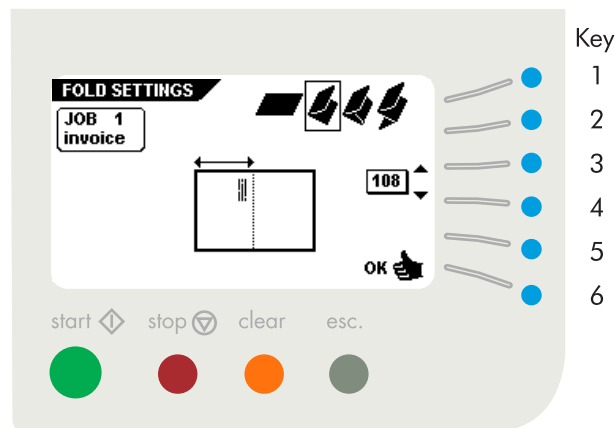 Key
FOLD SETTINGS
1
JOB 1
invoice
2
3
108
4
5
OK
6
start stop clear esc.